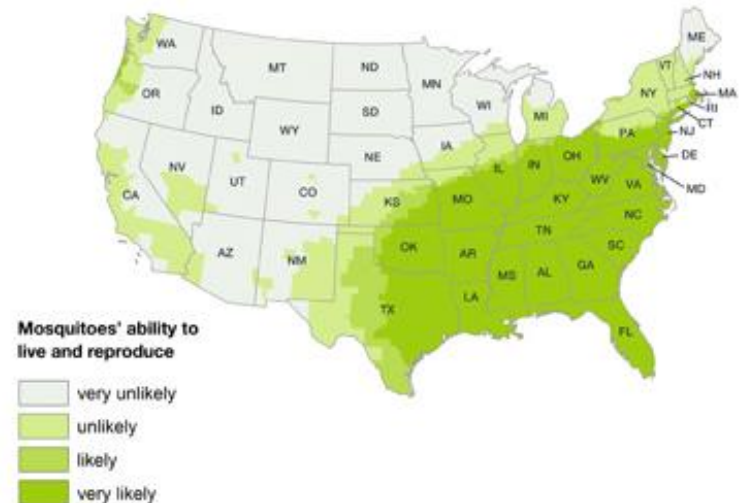 WA
ME
MT
ND
VT
MN
NH
OR
MA
ID
SD
WI
NY
MI
RI
WY
CT
IA
PA
NJ
NE
NV
OH
DE
IL
IN
UT
CO
WV
MD
CA
KS
MO
VA
KY
NC
TN
AZ
NM
OK
AR
SC
MS
AL
GA
TX
LA
FL
Mosquitoes' ability to
live and reproduce
very unlikely
unlikely
likely
very likely